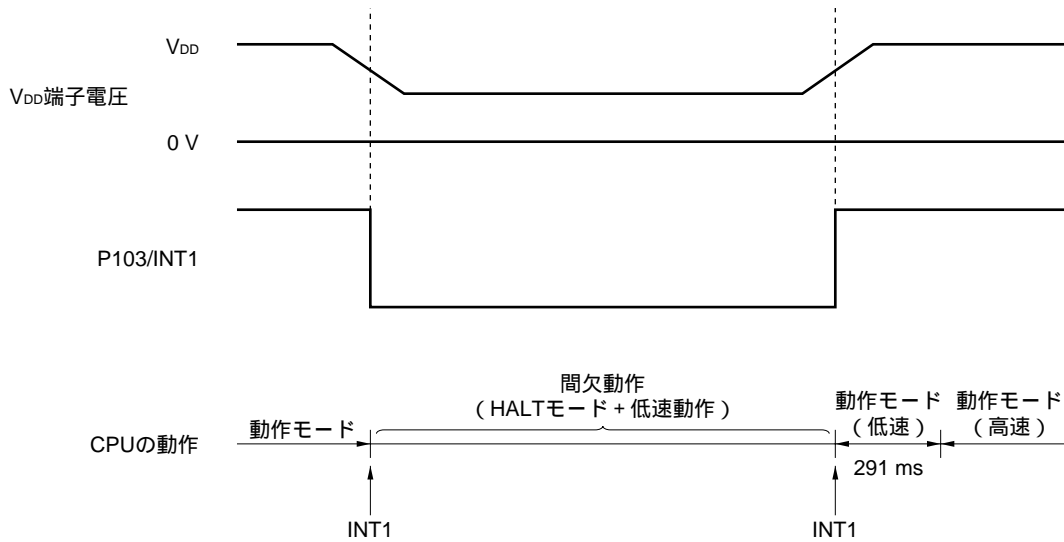 VDD
VDD端子電圧
0 V
P103/INT1
間欠動作
（HALTモード + 低速動作）
動作モード
（低速）
動作モード
（高速）
CPUの動作
動作モード
291 ms
INT1
INT1